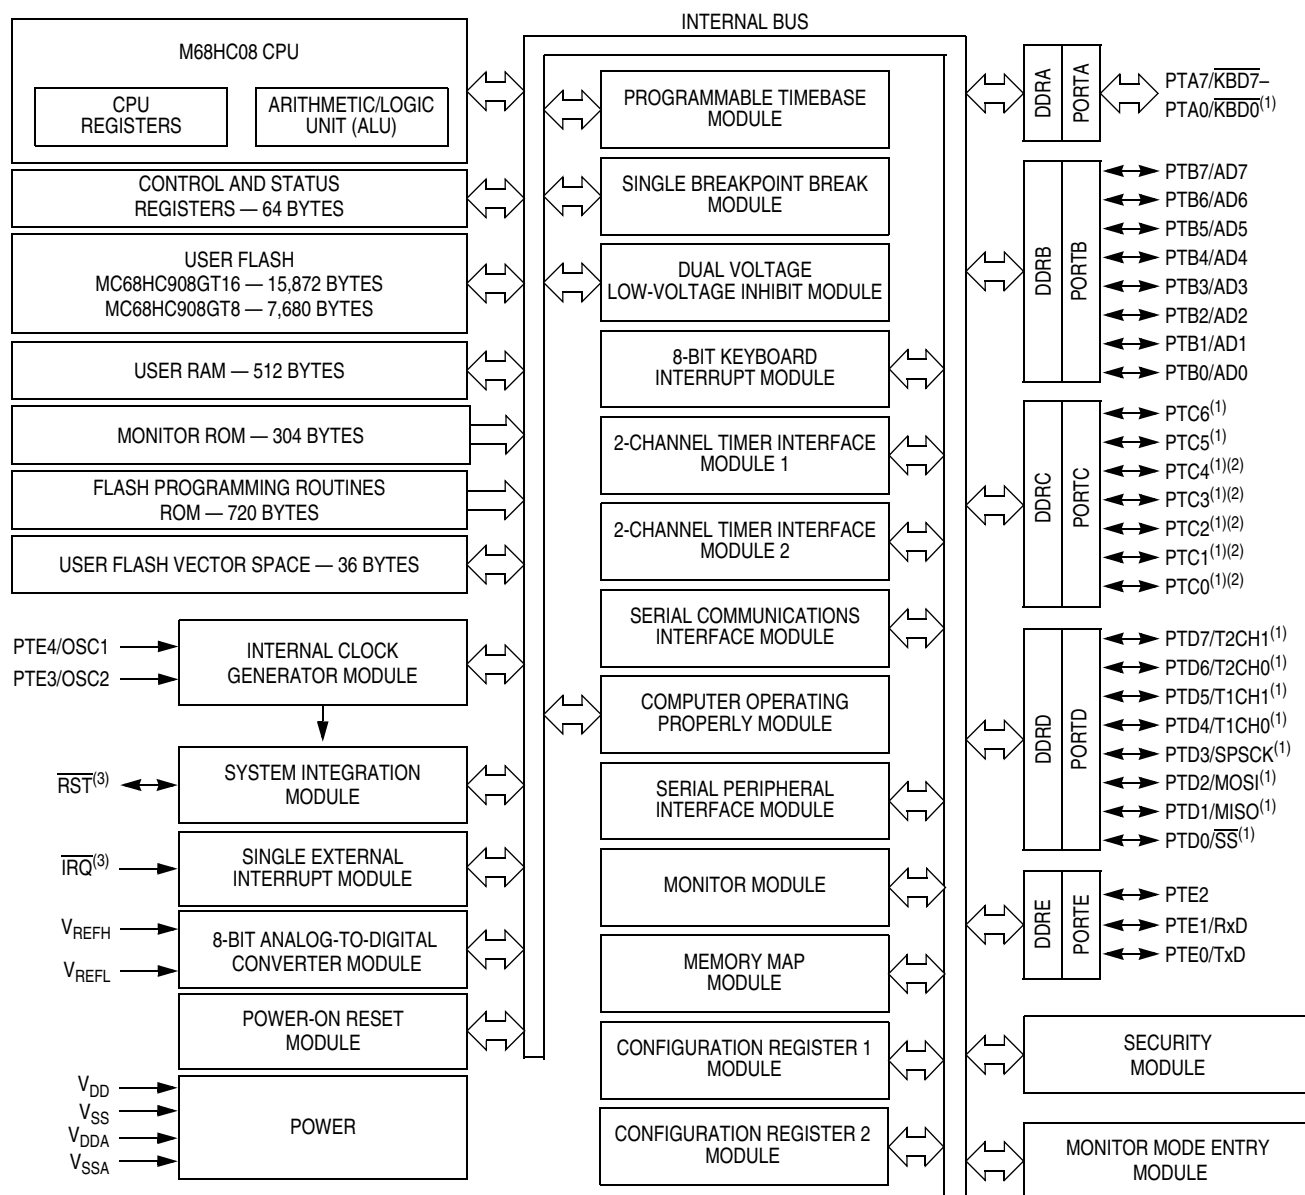 INTERNAL BUS
M68HC08 CPU
CPU
REGISTERS
ARITHMETIC/LOGIC
UNIT (ALU)
CONTROL AND STATUS
REGISTERS — 64 BYTES
USER FLASH
MC68HC908GT16 — 15,872 BYTES
MC68HC908GT8 — 7,680 BYTES
USER RAM — 512 BYTES
MONITOR ROM — 304 BYTES
FLASH PROGRAMMING ROUTINES
ROM — 720 BYTES
USER FLASH VECTOR SPACE — 36 BYTES
PTE4/OSC1
PTE3/OSC2
INTERNAL CLOCK
GENERATOR MODULE
RST(3)
SYSTEM INTEGRATION
MODULE
IRQ(3)
SINGLE EXTERNAL
INTERRUPT MODULE
VREFH
VREFL
8-BIT ANALOG-TO-DIGITAL
CONVERTER MODULE
POWER-ON RESET
MODULE
VDD
VSS
VDDA
VSSA
POWER
PROGRAMMABLE TIMEBASE
MODULE
SINGLE BREAKPOINT BREAK
MODULE
DUAL VOLTAGE
LOW-VOLTAGE INHIBIT MODULE
8-BIT KEYBOARD
INTERRUPT MODULE
2-CHANNEL TIMER INTERFACE
MODULE 1
2-CHANNEL TIMER INTERFACE
MODULE 2
SERIAL COMMUNICATIONS
INTERFACE MODULE
COMPUTER OPERATING
PROPERLY MODULE
SERIAL PERIPHERAL
INTERFACE MODULE
MONITOR MODULE
MEMORY MAP
MODULE
CONFIGURATION REGISTER 1
MODULE
CONFIGURATION REGISTER 2
MODULE
DDRA
PORTA
PTA7/KBD7–
PTA0/KBD0(1)
DDRB
PORTB
PTB7/AD7
PTB6/AD6
PTB5/AD5
PTB4/AD4
PTB3/AD3
PTB2/AD2
PTB1/AD1
PTB0/AD0
DDRC
PORTC
PTC6(1)
PTC5(1)
PTC4(1)(2)
PTC3(1)(2)
PTC2(1)(2)
PTC1(1)(2)
PTC0(1)(2)
DDRD
PORTD
PTD7/T2CH1(1)
PTD6/T2CH0(1)
PTD5/T1CH1(1)
PTD4/T1CH0(1)
PTD3/SPSCK(1)
PTD2/MOSI(1)
PTD1/MISO(1)
PTD0/SS(1)
DDRE
PORTE
PTE2
PTE1/RxD
PTE0/TxD
SECURITY
MODULE
MONITOR MODE ENTRY
MODULE